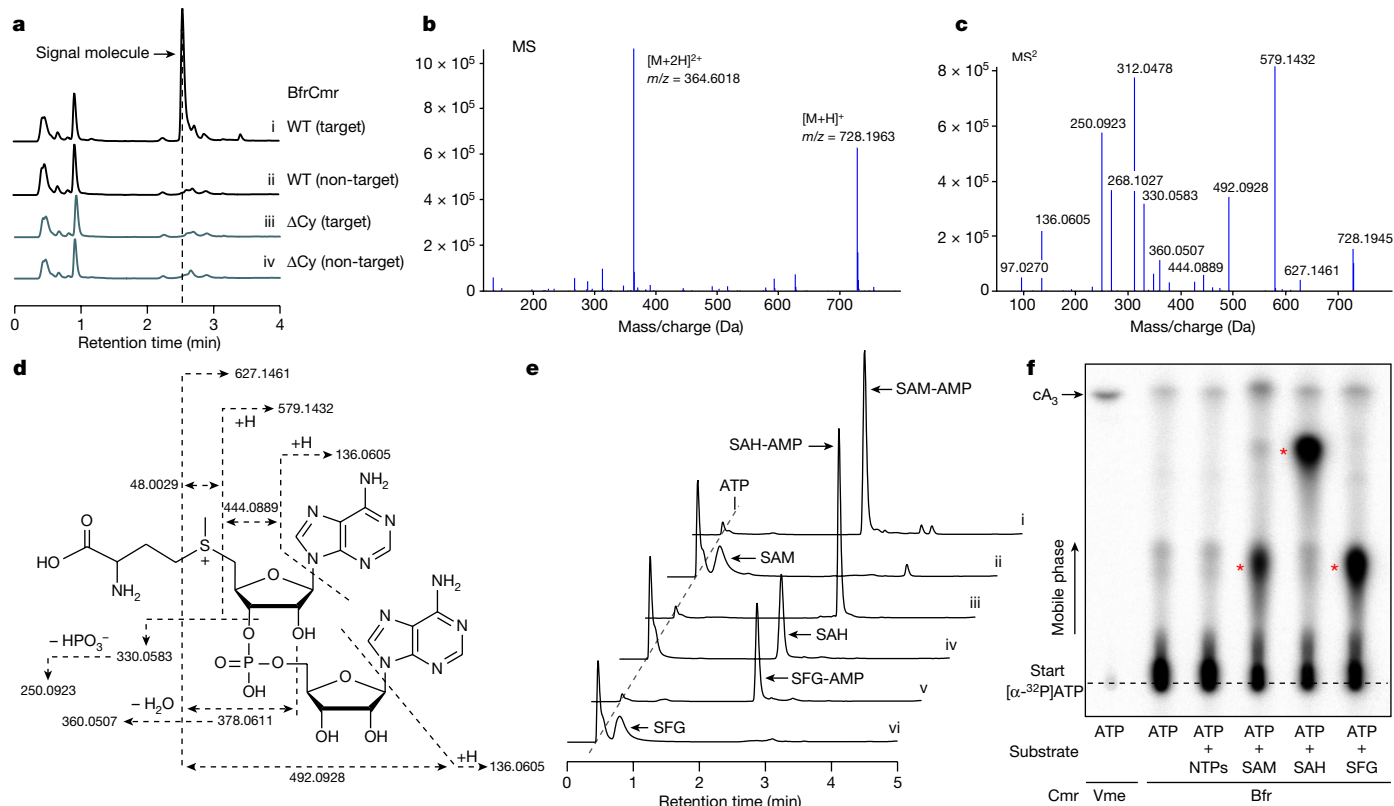 a
Signal molecule
BfrCmr
i WT (target)
ii WT (non-target)
iii ΔCy (target)
iv ΔCy (non-target)
0 1 2 3 4
Retention time (min)
b
MS
10 × 10⁵
8 × 10⁵
6 × 10⁵
4 × 10⁵
2 × 10⁵
0
[M+2H]²⁺
m/z = 364.6018
[M+H]⁺
m/z = 728.1963
200 300 400 500 600 700
Mass/charge (Da)
c
MS²
8 × 10⁵
6 × 10⁵
4 × 10⁵
2 × 10⁵
0
579.1432
312.0478
250.0923
268.1027
330.0583
492.0928
136.0605
360.0507
728.1945
97.0270
444.0889
627.1461
50 100 200 300 400 500 600 700
Mass/charge (Da)
d
627.1461
579.1432
+H
+H
136.0605
48.0029
444.0889
NH₂
N
N
N
N
O
HO
NH₂
S
+
O
NH₂
N
N
N
N
O
OH
– HPO₃⁻
330.0583
O
P
O
OH
O
250.0923
– H₂O
360.0507
378.0611
OH
OH
+H
136.0605
492.0928
e
SAM-AMP
SAH-AMP
ATP
i
SAM
ii
iii
SAH
iv
SFG-AMP
v
SFG
vi
0 1 2 3 4 5
Retention time (min)
f
cA₃
*
*
*
Mobile phase
Start
[α-³²P]ATP
Substrate
ATP
ATP
ATP + NTPs
ATP + SAM
ATP + SAH
ATP + SFG
Cmr Vme Bfr